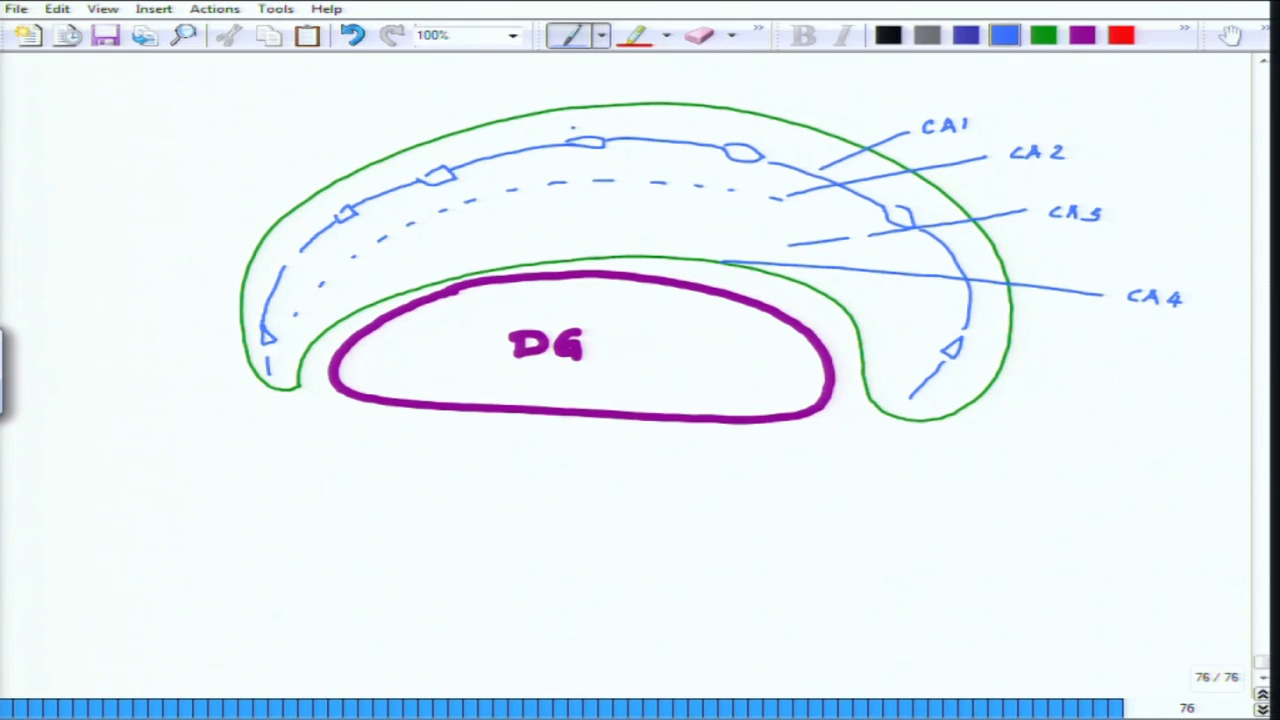 File Edit View Insert Actions Tools Help
100%
B I
CA1
CA2
CA3
CA4
DG
76 / 76
76